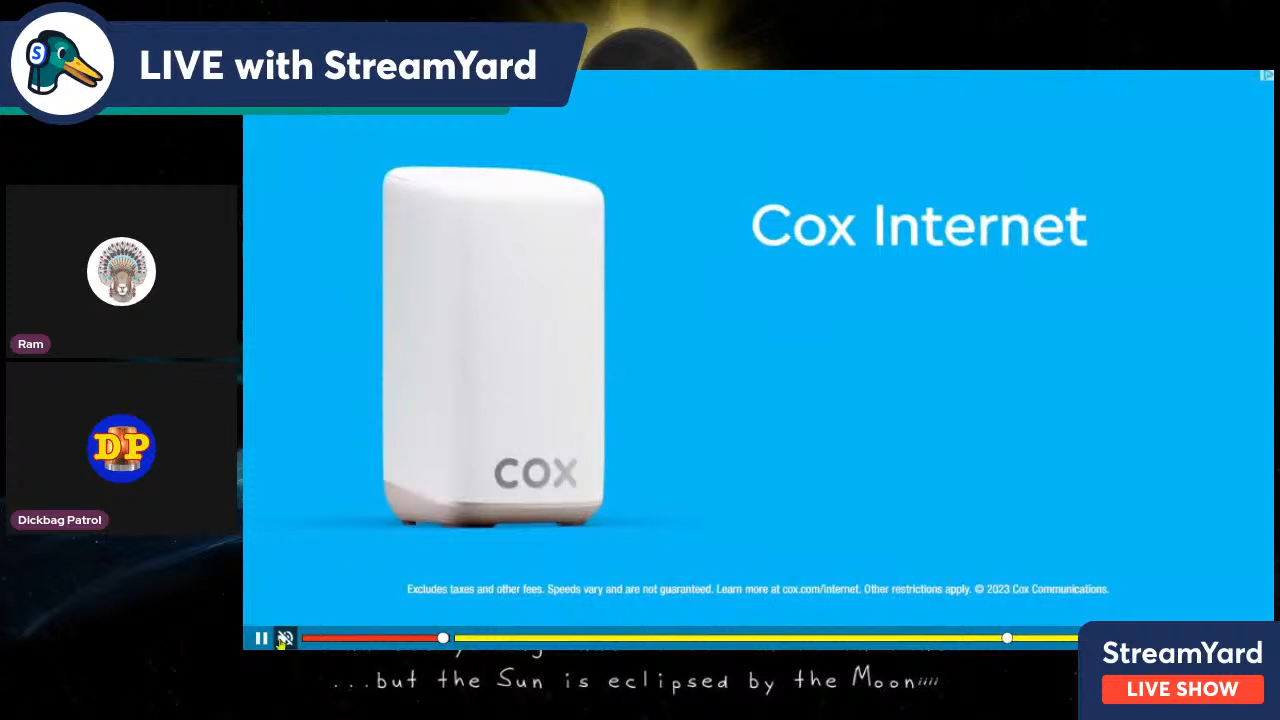 S
LIVE with StreamYard
Cox Internet
COX
Ram
DP
Dickbag Patrol
Excludes taxes and other fees. Speeds vary and are not guaranteed. Learn more at cox.com/internet. Other restrictions apply. © 2023 Cox Communications.
...but the Sun is eclipsed by the Moon
StreamYard
LIVE SHOW